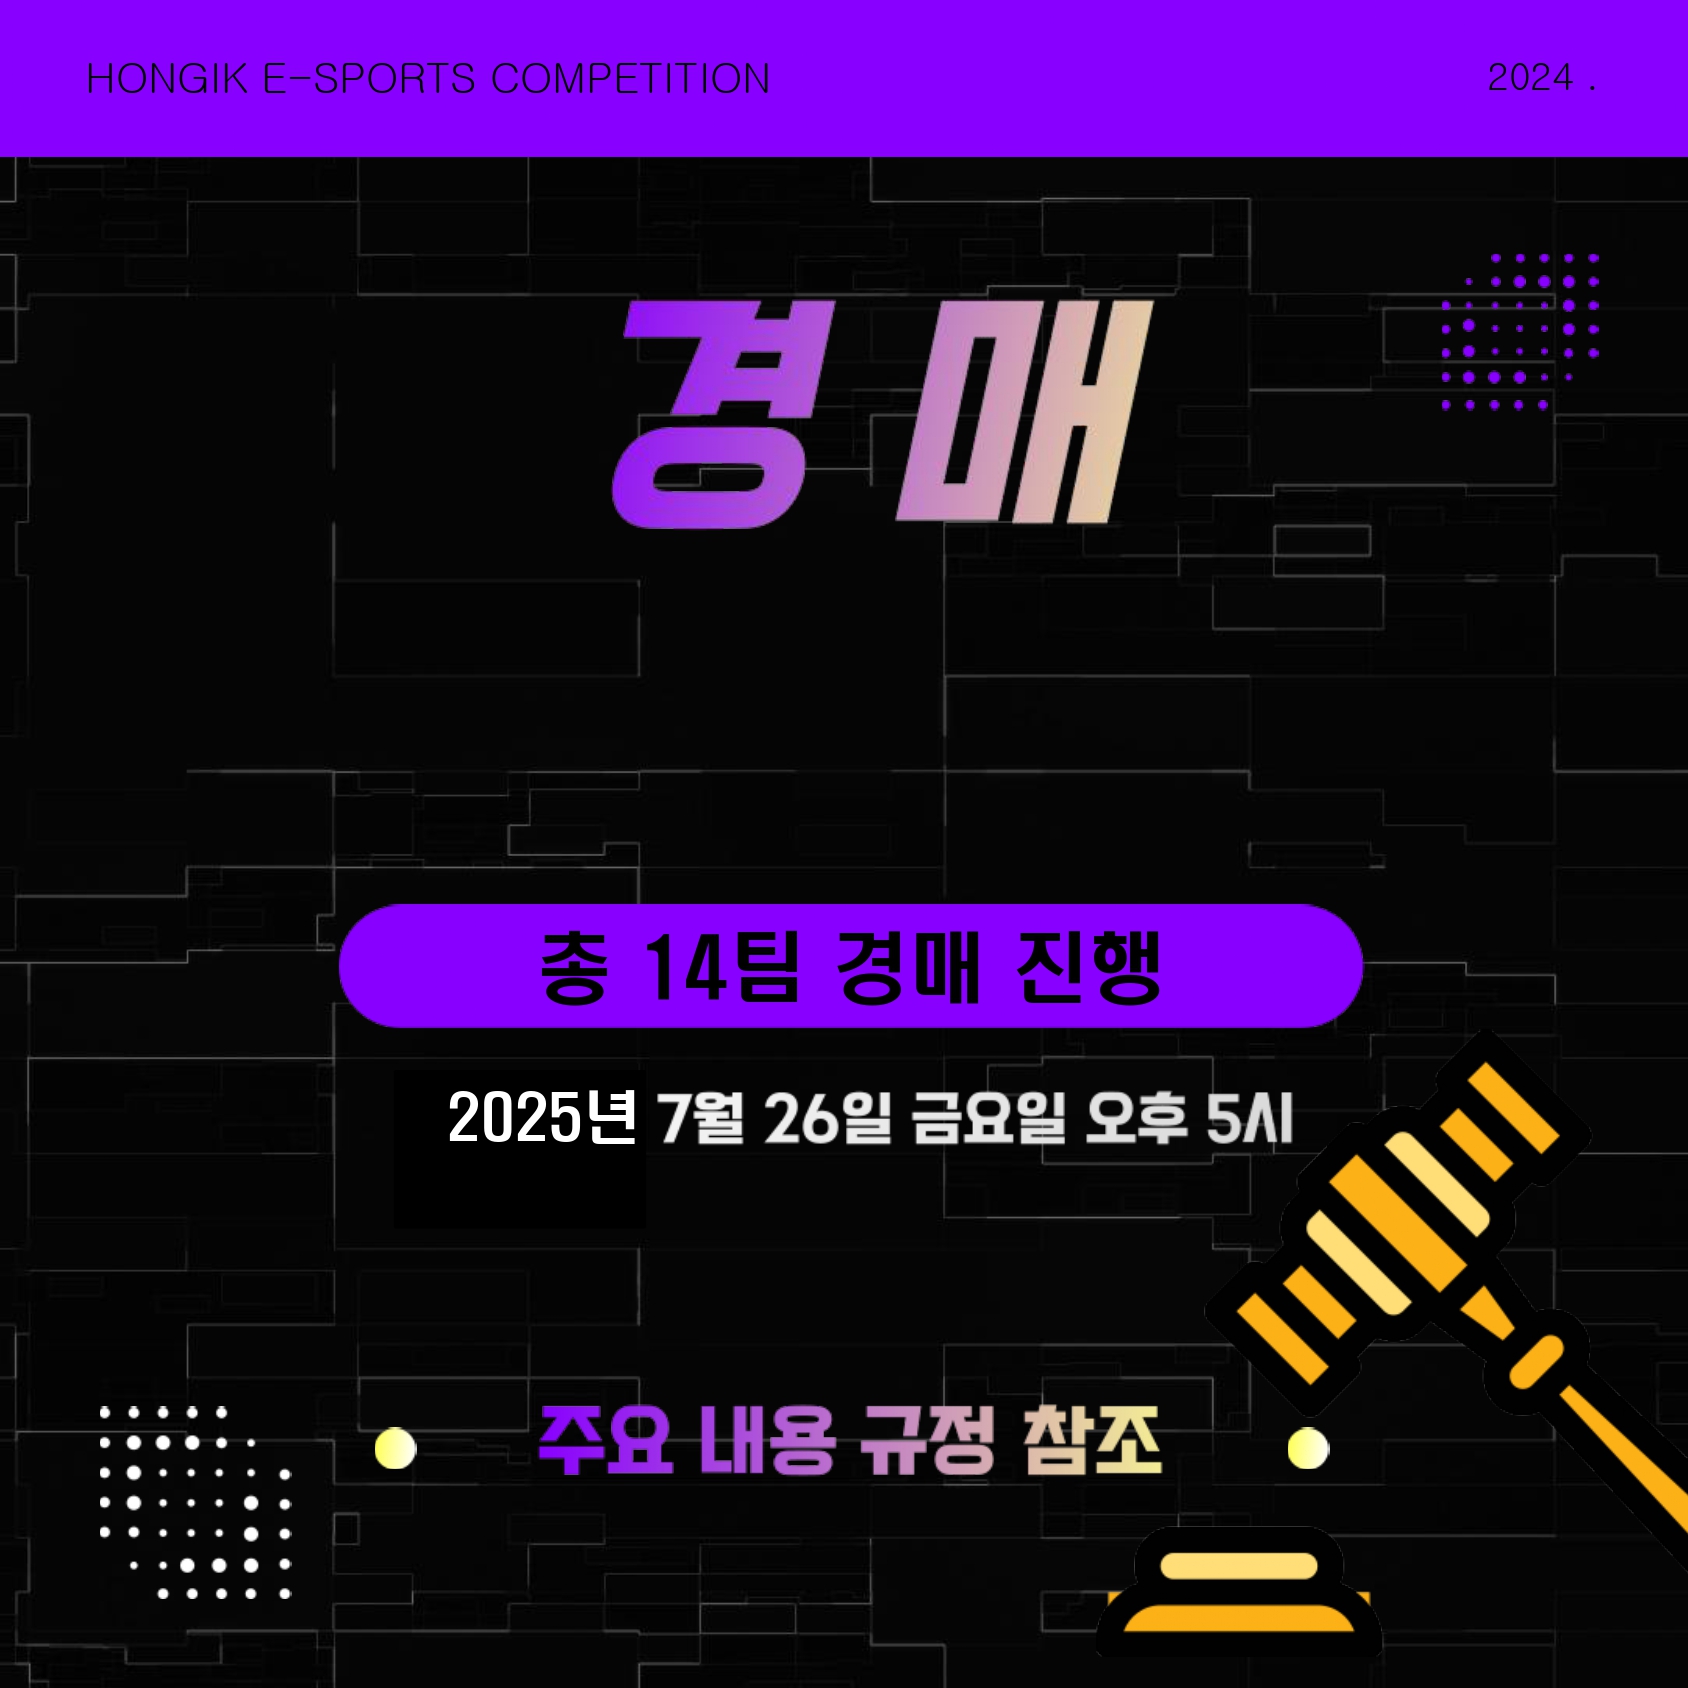 HONGIK E-SPORTS COMPETITION
2024 .
경매
총 14팀 경매 진행
2025년 7월 26일 금요일 오후 5시
주요 내용 규정 참조